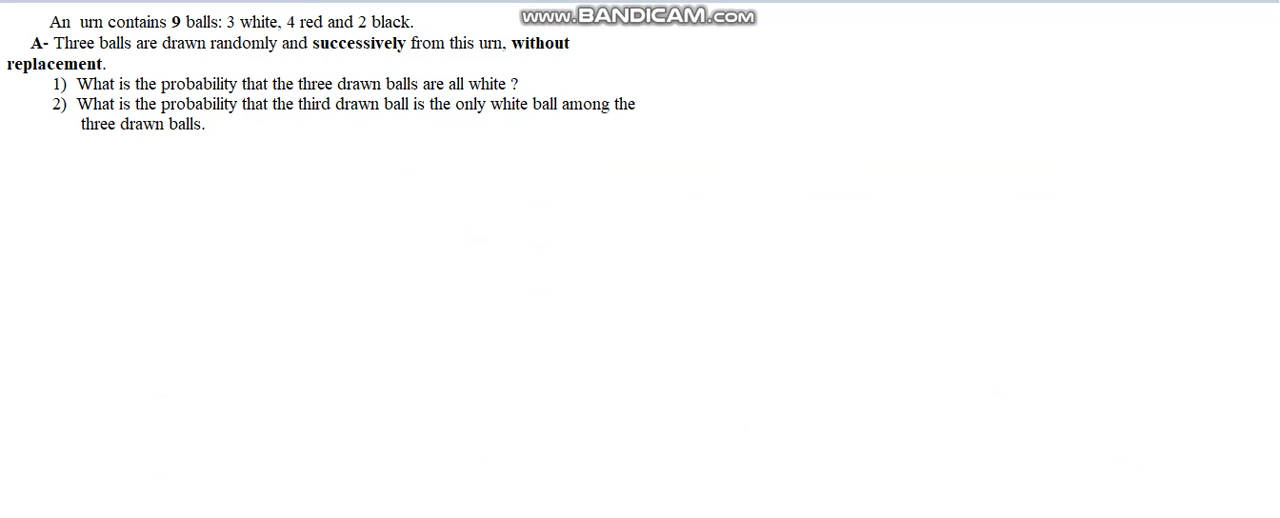 www.BANDICAM.com
An urn contains 9 balls: 3 white, 4 red and 2 black.
A- Three balls are drawn randomly and successively from this urn, without
replacement.
1) What is the probability that the three drawn balls are all white ?
2) What is the probability that the third drawn ball is the only white ball among the
three drawn balls.